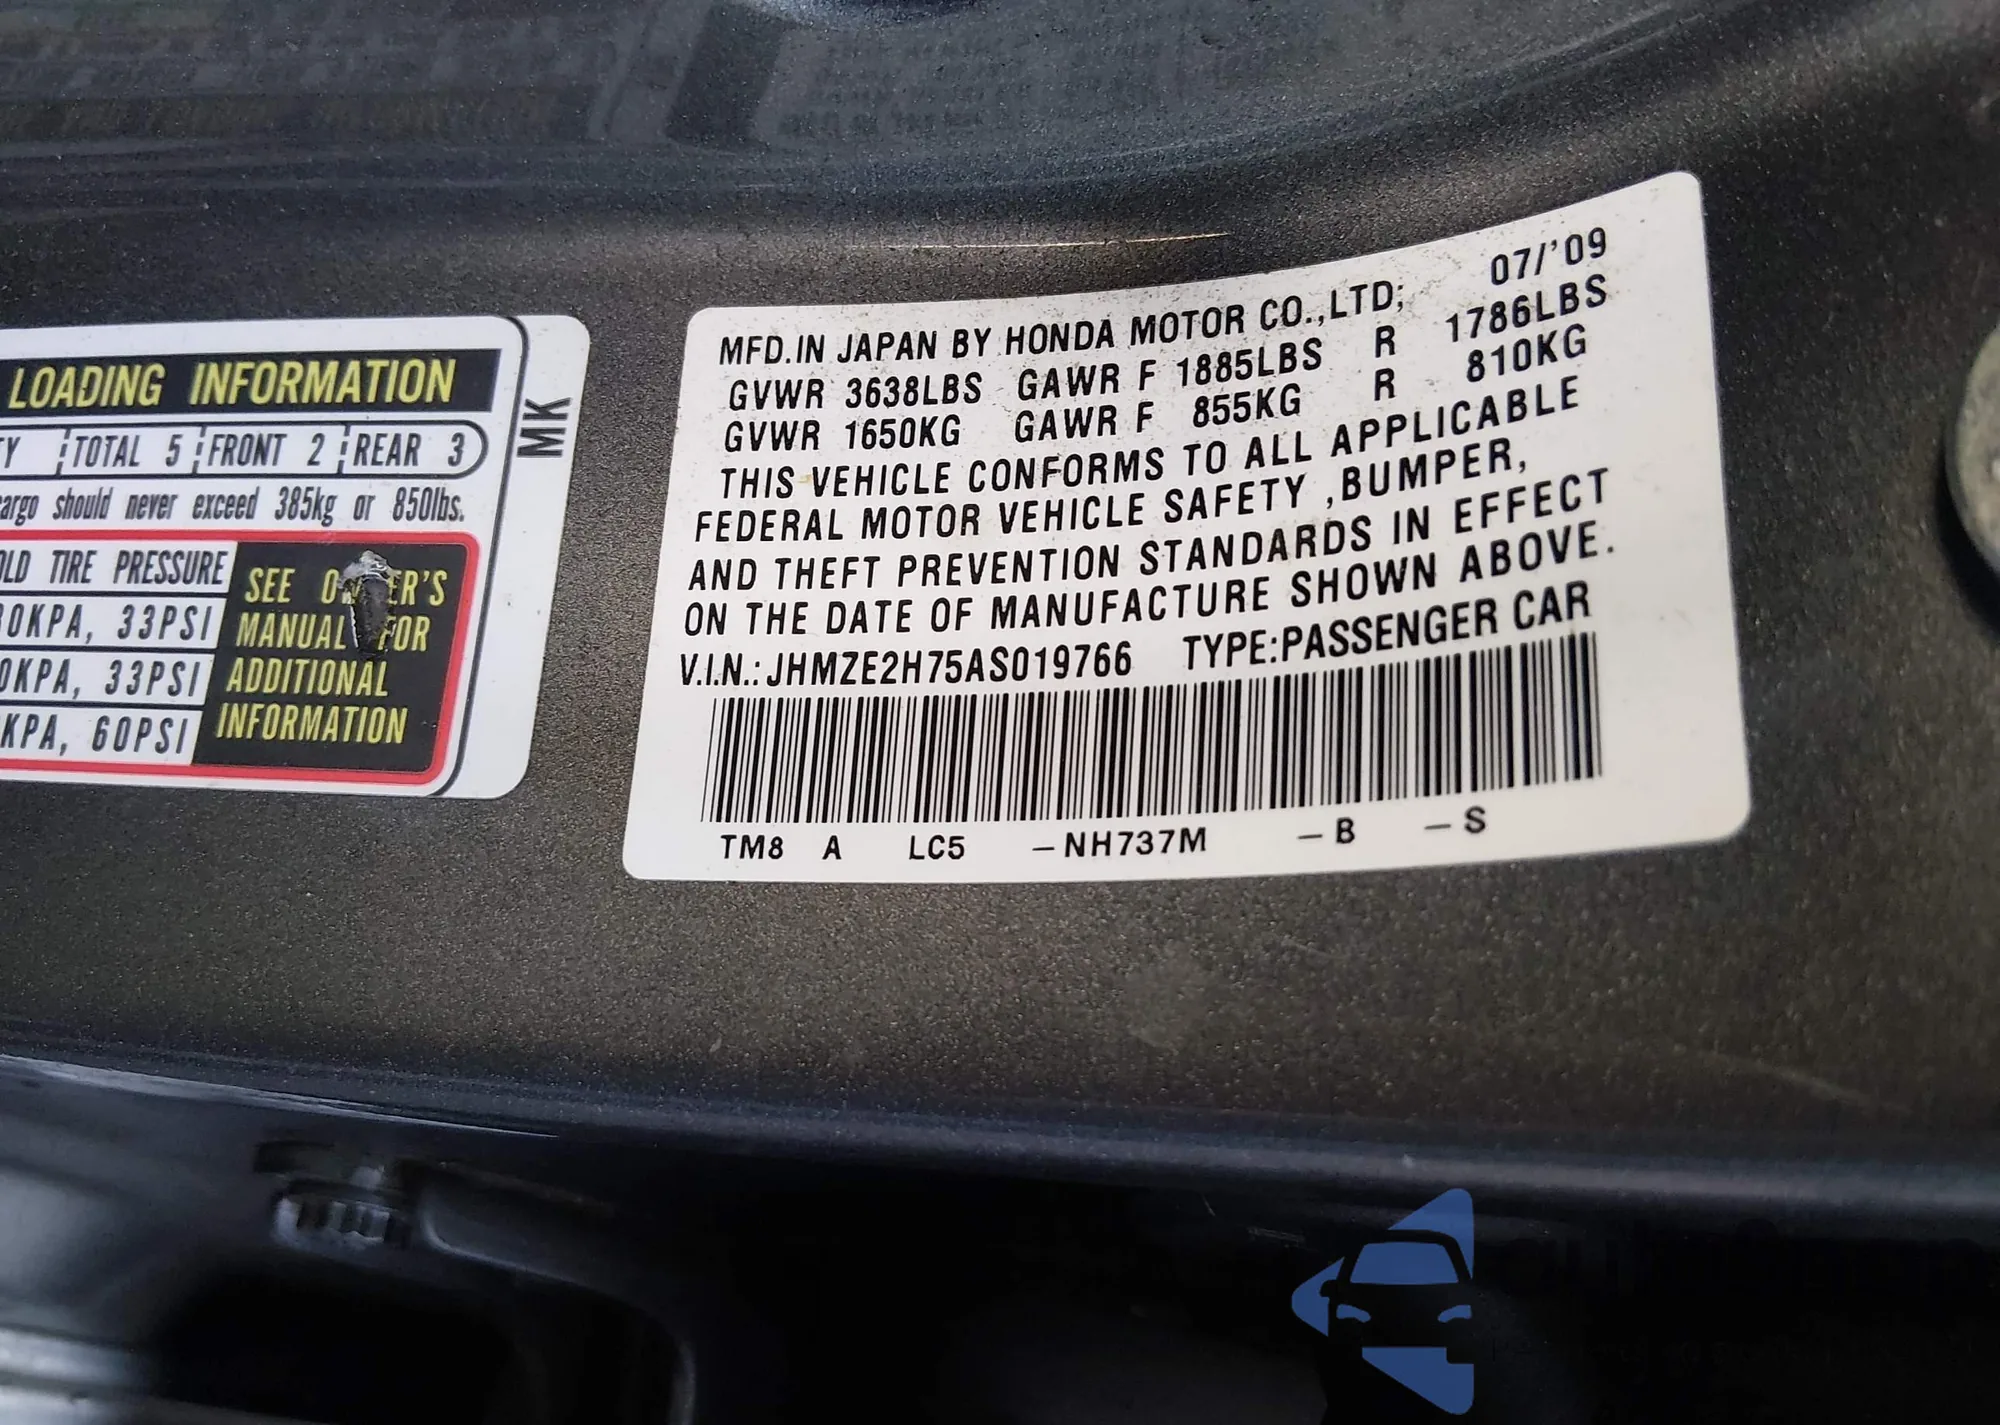 LOADING INFORMATION
TOTAL 5 FRONT 2 REAR 3
should never exceed 385kg or 850lbs.
TIRE PRESSURE
33PSI
33PSI
KPA, 60PSI
SEE
MANUAL FOR
ADDITIONAL
INFORMATION
MK
MFD.IN JAPAN BY HONDA MOTOR CO.,LTD; 07/'09
GVWR 3638LBS GAWR F 1885LBS R 1786LBS
GVWR 1650KG GAWR F 855KG R 810KG
THIS VEHICLE CONFORMS TO ALL APPLICABLE
FEDERAL MOTOR VEHICLE SAFETY ,BUMPER,
AND THEFT PREVENTION STANDARDS IN EFFECT
ON THE DATE OF MANUFACTURE SHOWN ABOVE.
V.I.N.: JHMZE2H75AS019766 TYPE:PASSENGER CAR
TM8 A LC5 –NH737M –B –S